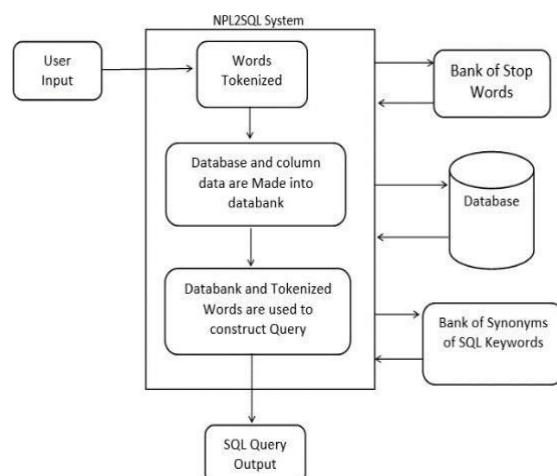 NPL2SQL System
User
Input
Words
Tokenized
Bank of Stop
Words
Database and column
data are Made into
databank
Database
Databank and Tokenized
Words are used to
construct Query
Bank of Synonyms
of SQL Keywords
SQL Query
Output